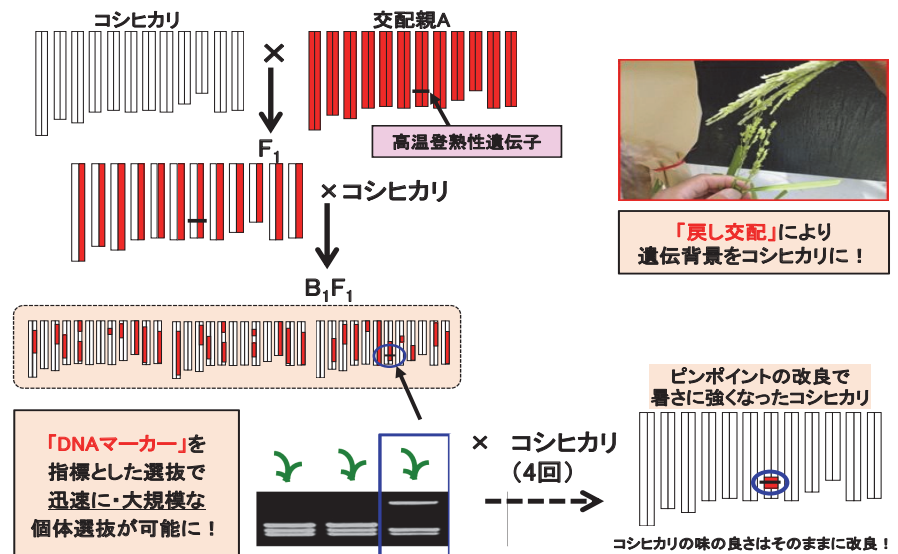 コシヒカリ
交配親A
×
高温登熟性遺伝子
F1
×コシヒカリ
「戻し交配」により
遺伝背景をコシヒカリに！
B1F1
ピンポイントの改良で
暑さに強くなったコシヒカリ
「DNAマーカー」を
指標とした選抜で
迅速に・大規模な
個体選抜が可能に！
× コシヒカリ
（4回）
コシヒカリの味の良さはそのままに改良！